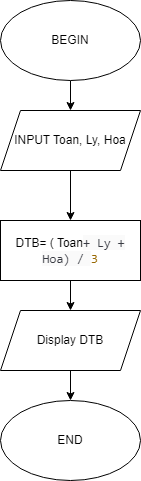 BEGIN
INPUT Toan, Ly, Hoa
DTB= ( Toan+ Ly +
Hoa) / 3
Display DTB
END